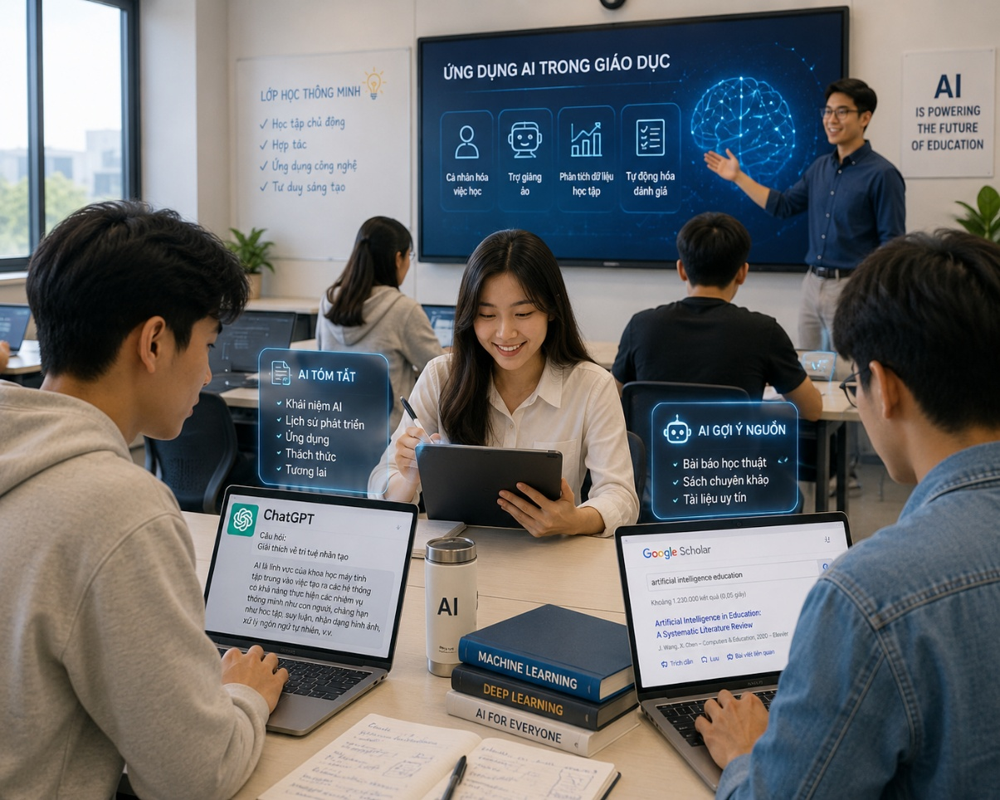 LỚP HỌC THÔNG MINH
✓ Học tập chủ động
✓ Hợp tác
✓ Ứng dụng công nghệ
✓ Tư duy sáng tạo
ỨNG DỤNG AI TRONG GIÁO DỤC
Cá nhân hóa
việc học
Trợ giảng
ảo
Phân tích dữ liệu
học tập
Tự động hóa
đánh giá
AI
IS POWERING
THE FUTURE
OF EDUCATION
AI TÓM TẮT
✓ Khái niệm AI
✓ Lịch sử phát triển
✓ Ứng dụng
✓ Thách thức
✓ Tương lai
AI GỢI Ý NGUỒN
✓ Bài báo học thuật
✓ Sách chuyên khảo
✓ Tài liệu uy tín
ChatGPT
Câu hỏi:
Giải thích về trí tuệ nhân tạo
AI là lĩnh vực của khoa học máy tính
tập trung vào việc tạo ra các hệ thống
có khả năng thực hiện các nhiệm vụ
thông minh như con người, chẳng hạn
như học tập, suy luận, nhận dạng hình ảnh,
xử lý ngôn ngữ tự nhiên, v.v.
AI
MACHINE LEARNING
DEEP LEARNING
AI FOR EVERYONE
Google Scholar
artificial intelligence education
Khoảng 1.230.000 kết quả (0,05 giây)
Artificial Intelligence in Education:
A Systematic Literature Review
J. Wang, X. Chen – Computers & Education, 2020 – Elsevier
Trích dẫn Lưu Bài viết liên quan